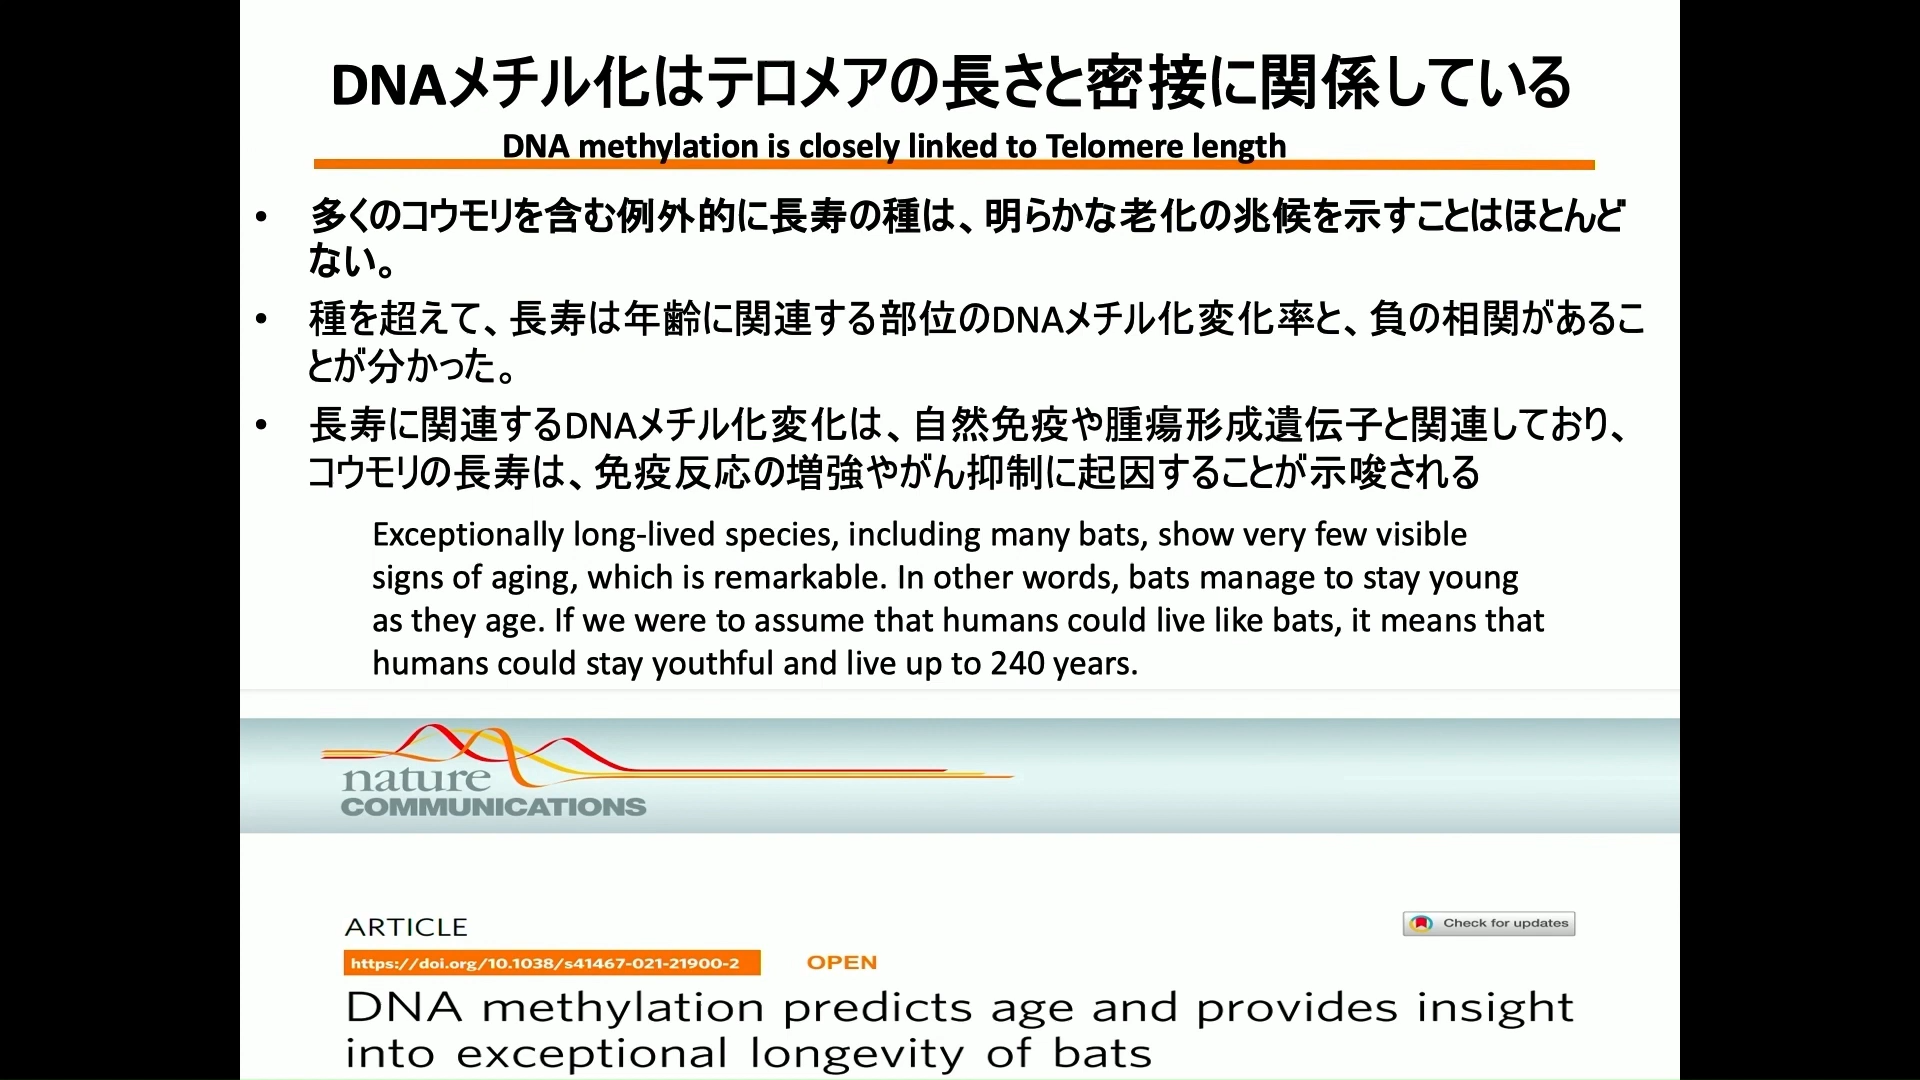 DNAメチル化はテロメアの長さと密接に関係している
DNA methylation is closely linked to Telomere length
• 多くのコウモリを含む例外的に長寿の種は、明らかな老化の兆候を示すことはほとんど
ない。
• 種を超えて、長寿は年齢に関連する部位のDNAメチル化変化率と、負の相関があるこ
とが分かった。
• 長寿に関連するDNAメチル化変化は、自然免疫や腫瘍形成遺伝子と関連しており、
コウモリの長寿は、免疫反応の増強やがん抑制に起因することが示唆される
Exceptionally long-lived species, including many bats, show very few visible
signs of aging, which is remarkable. In other words, bats manage to stay young
as they age. If we were to assume that humans could live like bats, it means that
humans could stay youthful and live up to 240 years.
nature
COMMUNICATIONS
ARTICLE
Check for updates
https://doi.org/10.1038/s41467-021-21900-2
OPEN
DNA methylation predicts age and provides insight
into exceptional longevity of bats